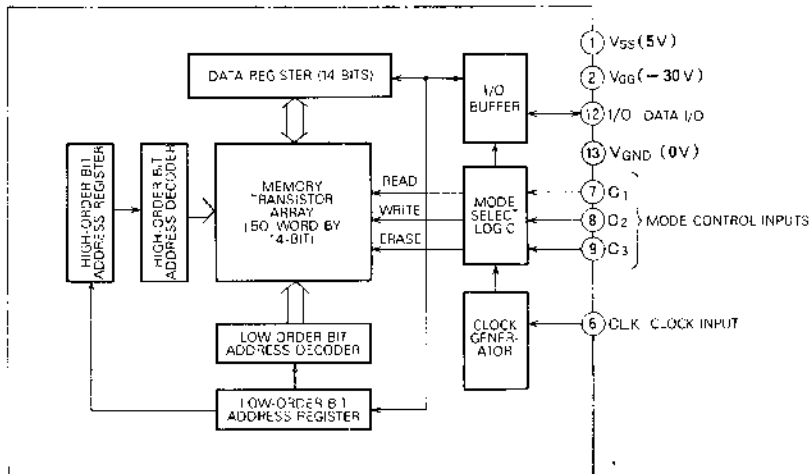 DATA REGISTER (14 BITS)
I/O
BUFFER
1 VSS (5V)
2 VGG (-30V)
12 I/O DATA I/O
13 VGND (0V)
HIGH-ORDER BIT
ADDRESS REGISTER
HIGH-ORDER BIT
ADDRESS DECODER
MEMORY
TRANSISTOR
ARRAY
(50 WORD BY
14-BIT)
READ
WRITE
ERASE
MODE
SELECT
LOGIC
7 C1
8 C2
9 C3
MODE CONTROL INPUTS
LOW ORDER BIT
ADDRESS DECODER
CLOCK
GENER-
ATOR
6 CLK CLOCK INPUT
LOW-ORDER BIT
ADDRESS REGISTER